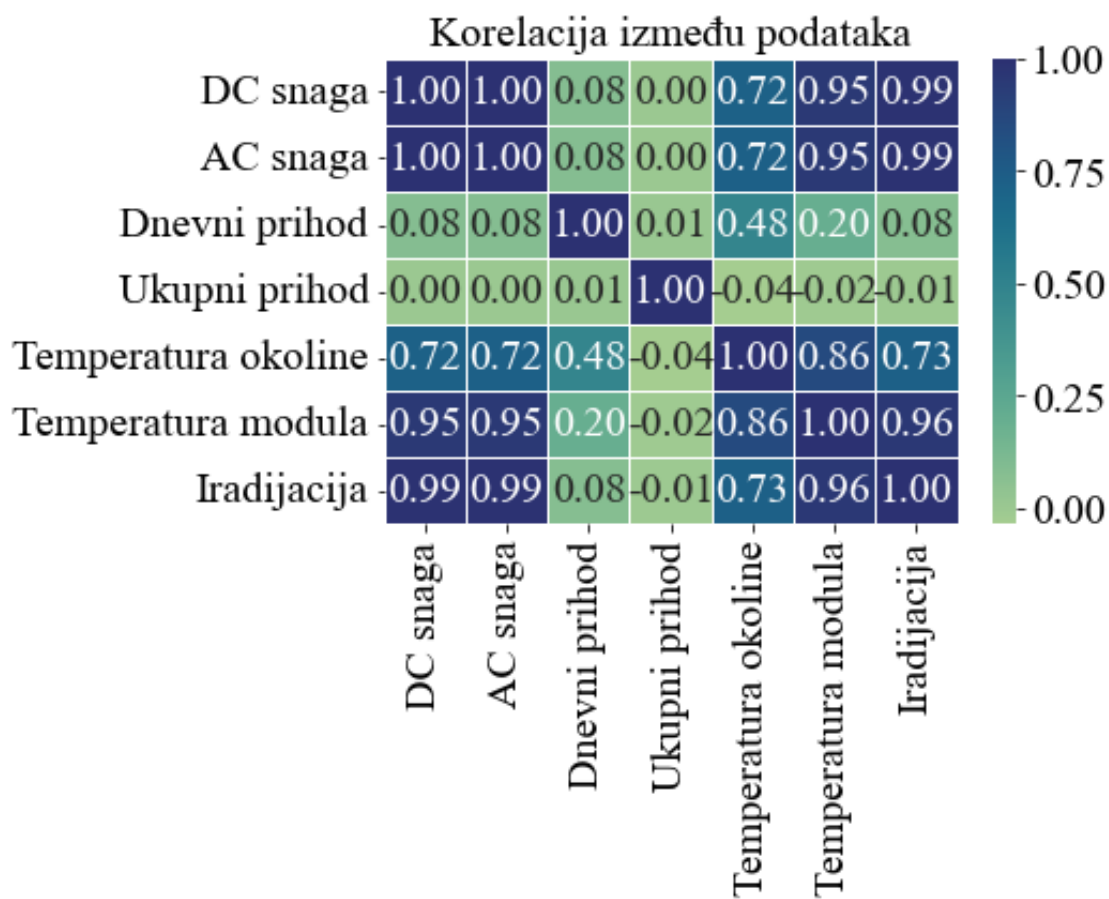 Korelacija između podataka
DC snaga 1.00 1.00 0.08 0.00 0.72 0.95 0.99
AC snaga 1.00 1.00 0.08 0.00 0.72 0.95 0.99
Dnevni prihod 0.08 0.08 1.00 0.01 0.48 0.20 0.08
Ukupni prihod 0.00 0.00 0.01 1.00 -0.04 -0.02 -0.01
Temperatura okoline 0.72 0.72 0.48 -0.04 1.00 0.86 0.73
Temperatura modula 0.95 0.95 0.20 -0.02 0.86 1.00 0.96
Iradijacija 0.99 0.99 0.08 -0.01 0.73 0.96 1.00
DC snaga
AC snaga
Dnevni prihod
Ukupni prihod
Temperatura okoline
Temperatura modula
Iradijacija
1.00
0.75
0.50
0.25
0.00